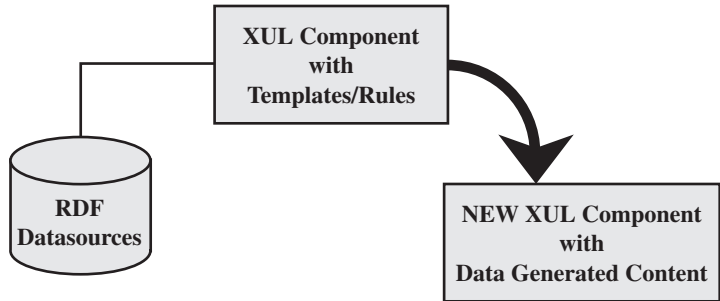 XUL Component
with
Templates/Rules
RDF
Datasources
NEW XUL Component
with
Data Generated Content